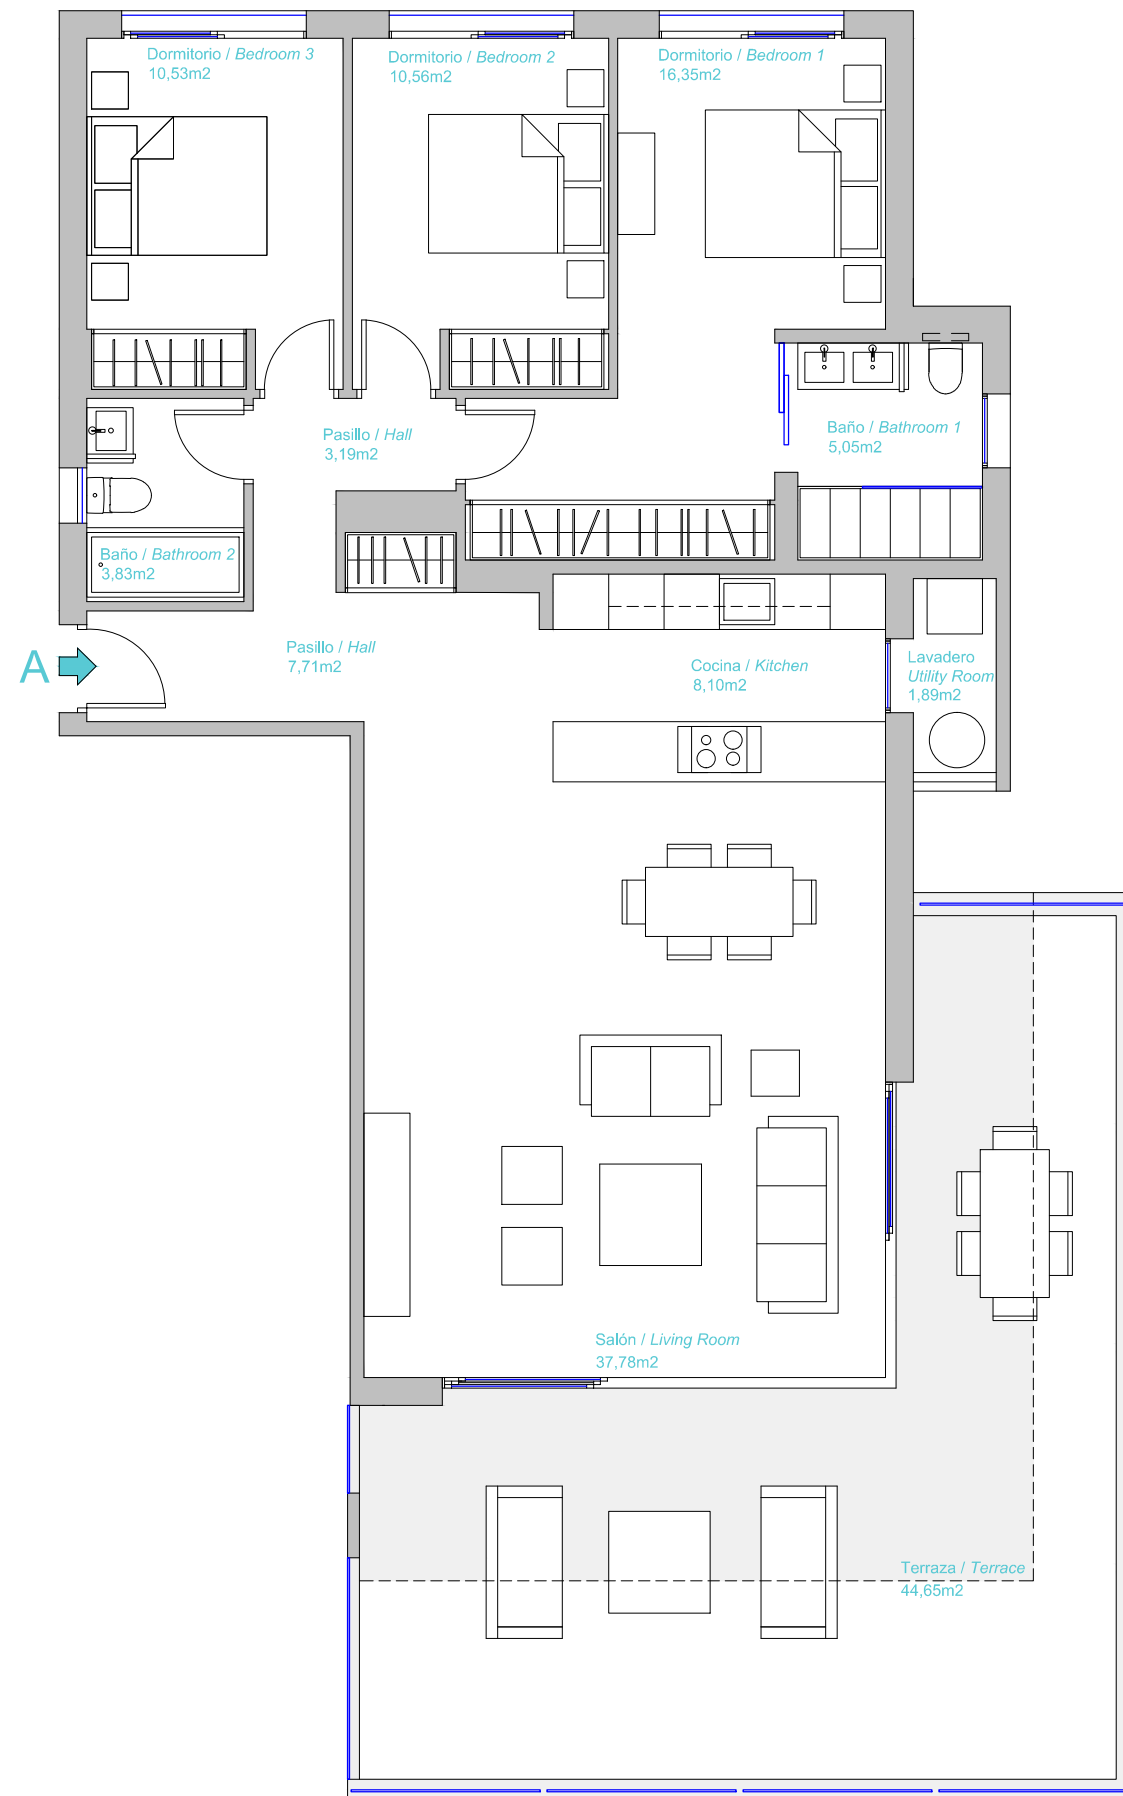 Dormitorio / Bedroom 3
10,53m2
Dormitorio / Bedroom 2
10,56m2
Dormitorio / Bedroom 1
16,35m2
Pasillo / Hall
3,19m2
Baño / Bathroom 1
5,05m2
Baño / Bathroom 2
3,83m2
A
Pasillo / Hall
7,71m2
Cocina / Kitchen
8,10m2
Lavadero
Utility Room
1,89m2
Salón / Living Room
37,78m2
Terraza / Terrace
44,65m2